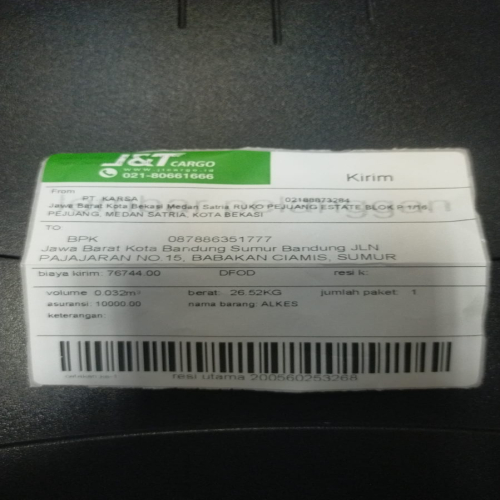 J&T CARGO
www.jtcargo.id
021-80661666
Kirim
From
PT KARSA 02188873264
Jawa Barat Kota Bekasi Medan Satria RUKO PEJUANG ESTATE BLOK P 1/16
PEJUANG, MEDAN SATRIA, KOTA BEKASI
TO
BPK 087886351777
Jawa Barat Kota Bandung Sumur Bandung JLN
PAJAJARAN NO.15, BABAKAN CIAMIS, SUMUR
biaya kirim: 76744.00 DFOD resi k:
volume 0.032m³ berat: 26.52KG jumlah paket: 1
asuransi: 10000.00 nama barang: ALKES
keterangan:
resi utama 200560253268